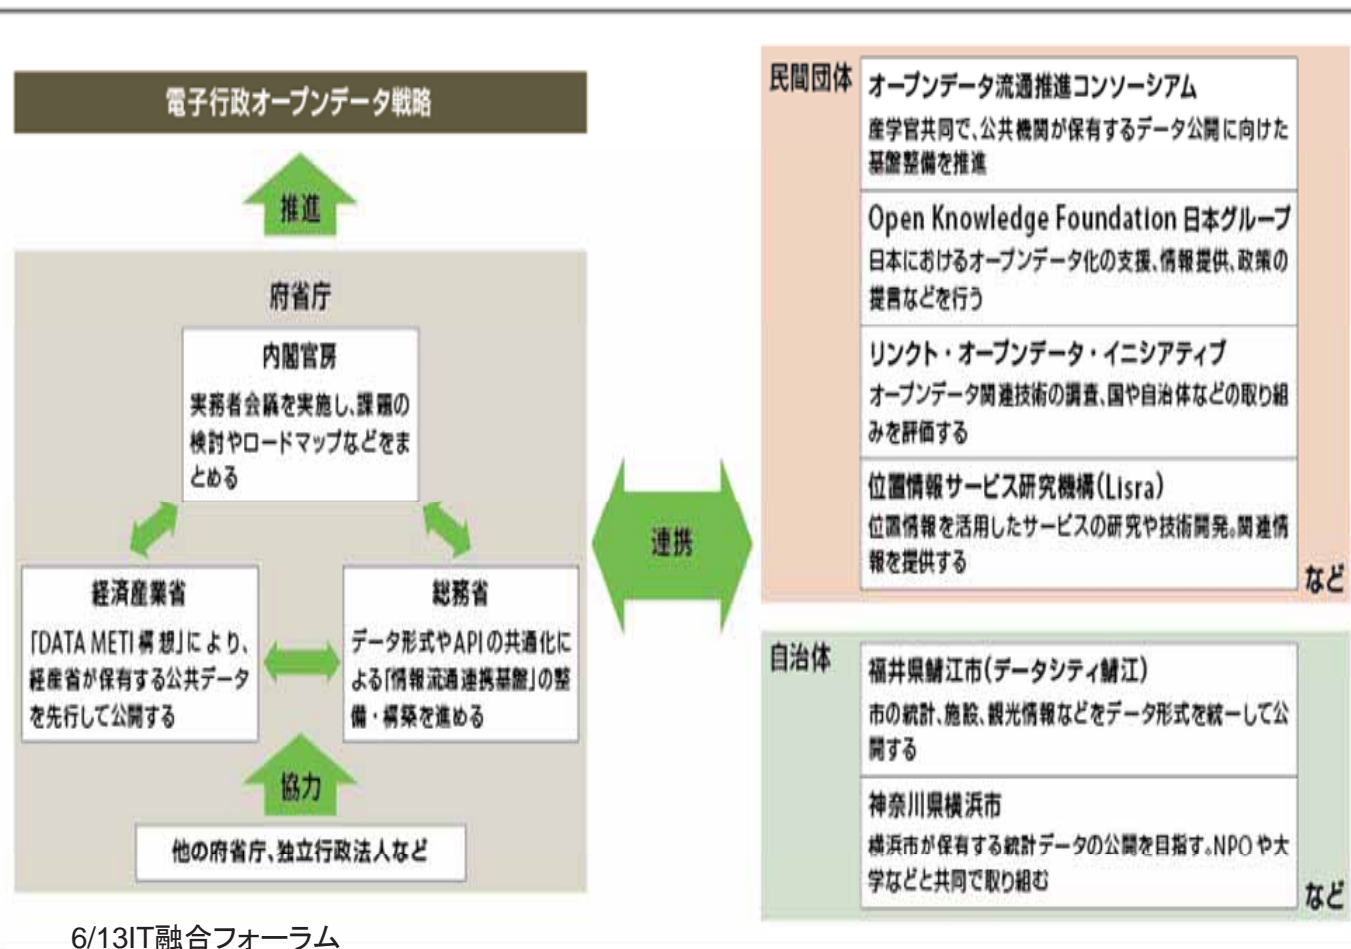 電子行政オープンデータ戦略
推進
府省庁
内閣官房
実務者会議を実施し、課題の
検討やロードマップなどをま
とめる
経済産業省
「DATA METI構想」により、
経産省が保有する公共データ
を先行して公開する
総務省
データ形式やAPIの共通化に
よる「情報流通連携基盤」の整
備・構築を進める
協力
他の府省庁、独立行政法人など
連携
民間団体
オープンデータ流通推進コンソーシアム
産学官共同で、公共機関が保有するデータ公開に向けた
基盤整備を推進
Open Knowledge Foundation 日本グループ
日本におけるオープンデータ化の支援、情報提供、政策の
提言などを行う
リンクト・オープンデータ・イニシアティブ
オープンデータ関連技術の調査、国や自治体などの取り組
みを評価する
位置情報サービス研究機構(Lisra)
位置情報を活用したサービスの研究や技術開発。関連情
報を提供する
など
自治体
福井県鯖江市(データシティ鯖江)
市の統計、施設、観光情報などをデータ形式を統一して公
開する
神奈川県横浜市
横浜市が保有する統計データの公開を目指す。NPOや大
学などと共同で取り組む
など
6/13IT融合フォーラム